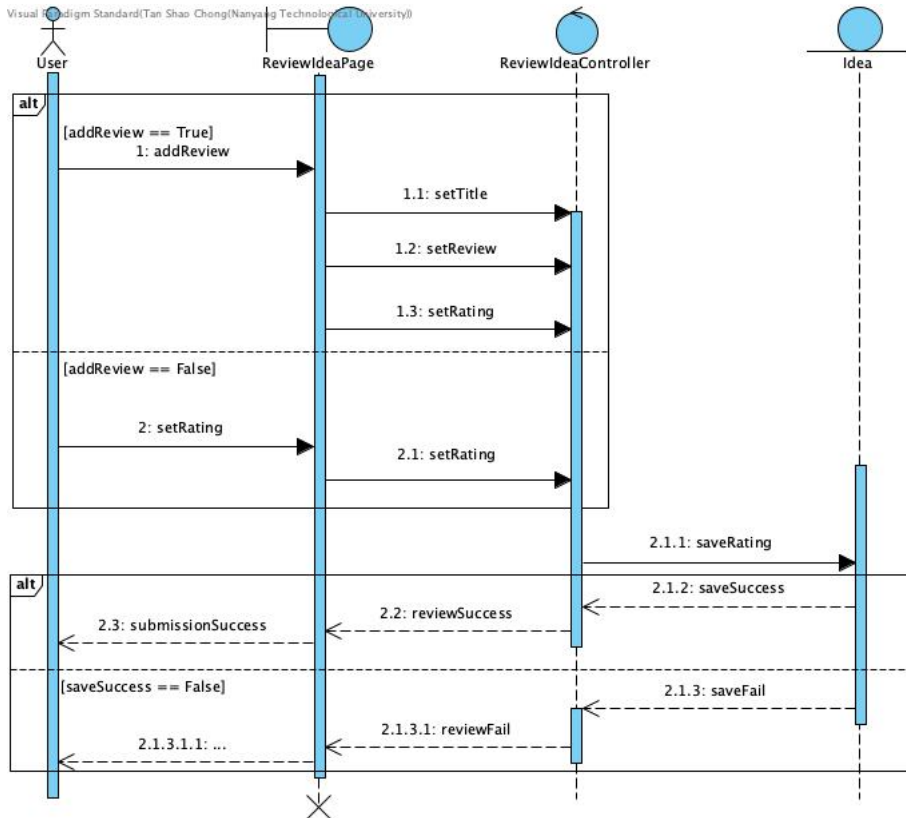 Visual Paradigm Standard(Tan Shao Chong(Nanyang Technological University))
User
ReviewIdeaPage
ReviewIdeaController
Idea
alt
[addReview == True]
1: addReview
1.1: setTitle
1.2: setReview
1.3: setRating
[addReview == False]
2: setRating
2.1: setRating
2.1.1: saveRating
alt
2.1.2: saveSuccess
2.2: reviewSuccess
2.3: submissionSuccess
[saveSuccess == False]
2.1.3: saveFail
2.1.3.1: reviewFail
2.1.3.1.1: ...